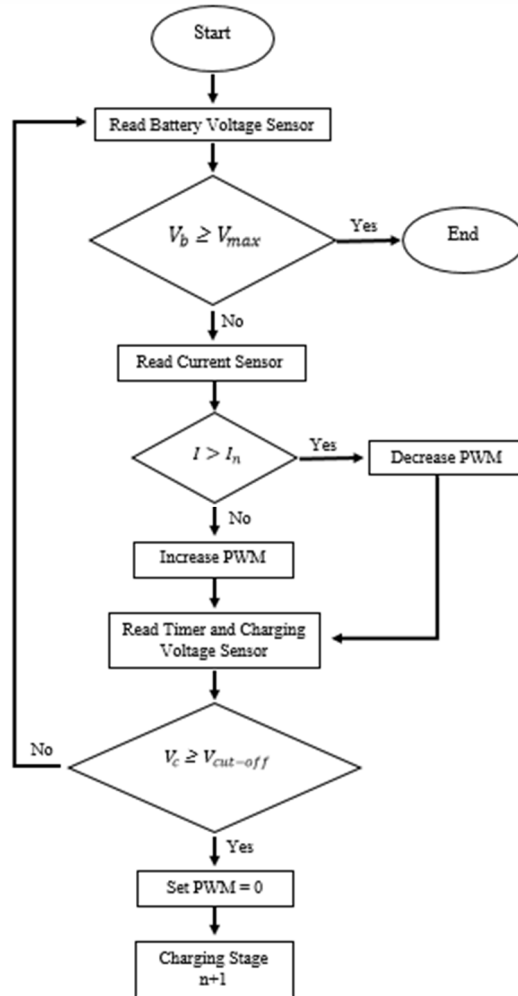 Start
Read Battery Voltage Sensor
V_b ≥ V_max
Yes
End
No
Read Current Sensor
I > I_n
Yes
Decrease PWM
No
Increase PWM
Read Timer and Charging
Voltage Sensor
No
V_c ≥ V_cut-off
Yes
Set PWM = 0
Charging Stage
n+1